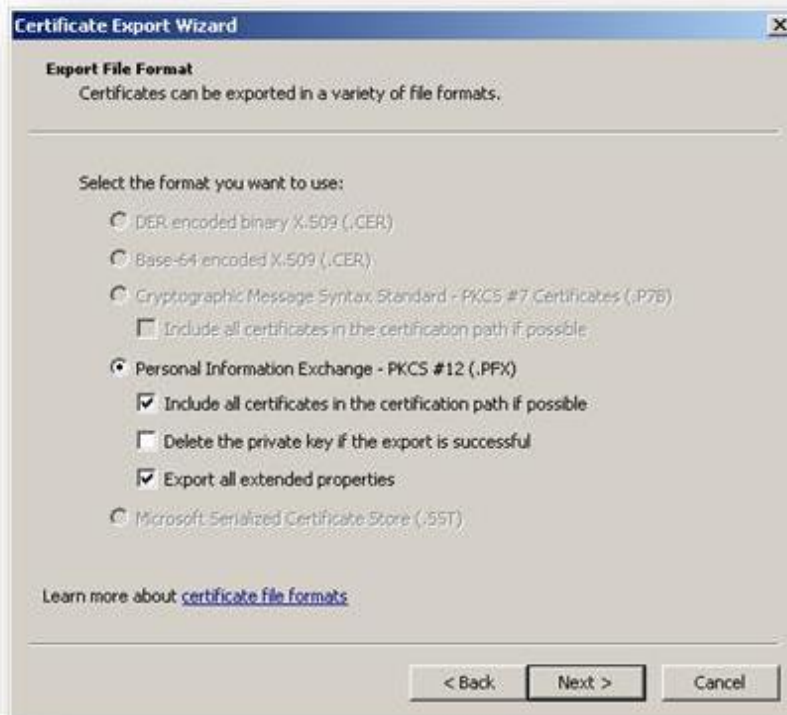 Certificate Export Wizard
Export File Format
Certificates can be exported in a variety of file formats.
Select the format you want to use:
DER encoded binary X.509 (.CER)
Base-64 encoded X.509 (.CER)
Cryptographic Message Syntax Standard - PKCS #7 Certificates (.P7B)
Include all certificates in the certification path if possible
Personal Information Exchange - PKCS #12 (.PFX)
Include all certificates in the certification path if possible
Delete the private key if the export is successful
Export all extended properties
Microsoft Serialized Certificate Store (.SST)
Learn more about certificate file formats
< Back Next > Cancel